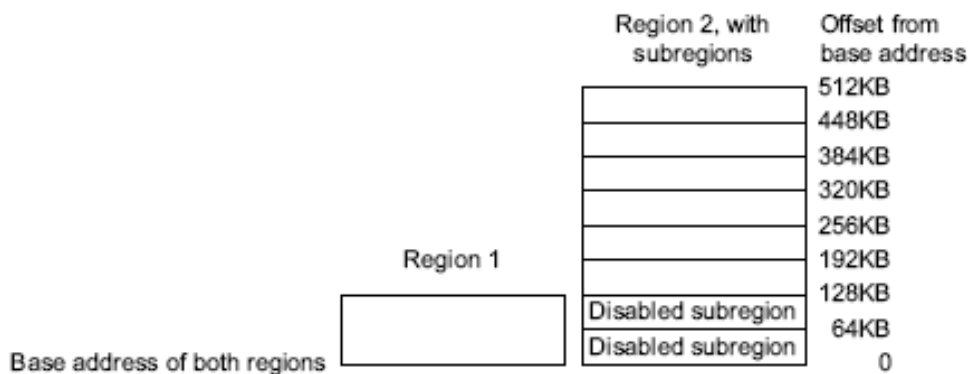 Region 2, with
subregions
Offset from
base address
512KB
448KB
384KB
320KB
256KB
Region 1
192KB
128KB
Disabled subregion
64KB
Disabled subregion
Base address of both regions
0